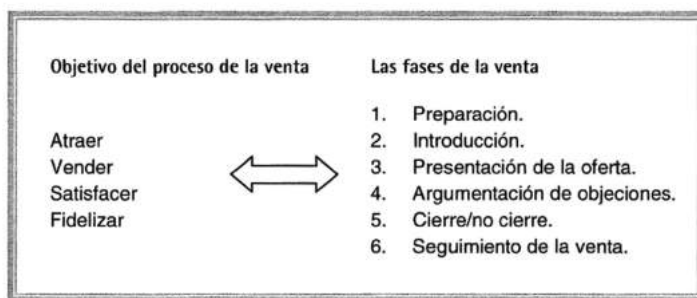 Objetivo del proceso de la venta
Atraer
Vender
Satisfacer
Fidelizar
Las fases de la venta
1. Preparación.
2. Introducción.
3. Presentación de la oferta.
4. Argumentación de objeciones.
5. Cierre/no cierre.
6. Seguimiento de la venta.